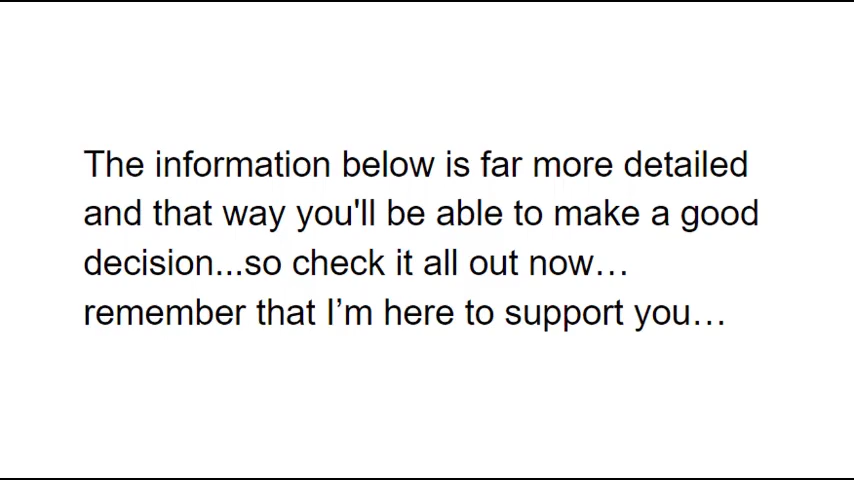 The information below is far more detailed
and that way you'll be able to make a good
decision...so check it all out now…
remember that I’m here to support you…